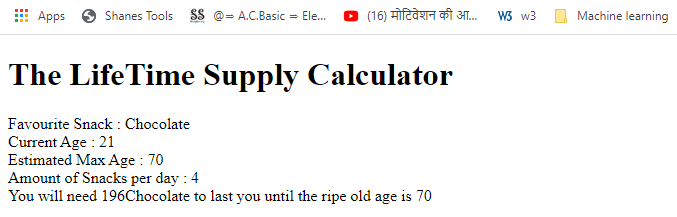 Apps Shanes Tools @⇒ A.C.Basic ⇒ Ele... (16) मोटिवेशन की आ... W3 w3 Machine learning
The LifeTime Supply Calculator
Favourite Snack : Chocolate
Current Age : 21
Estimated Max Age : 70
Amount of Snacks per day : 4
You will need 196Chocolate to last you until the ripe old age is 70